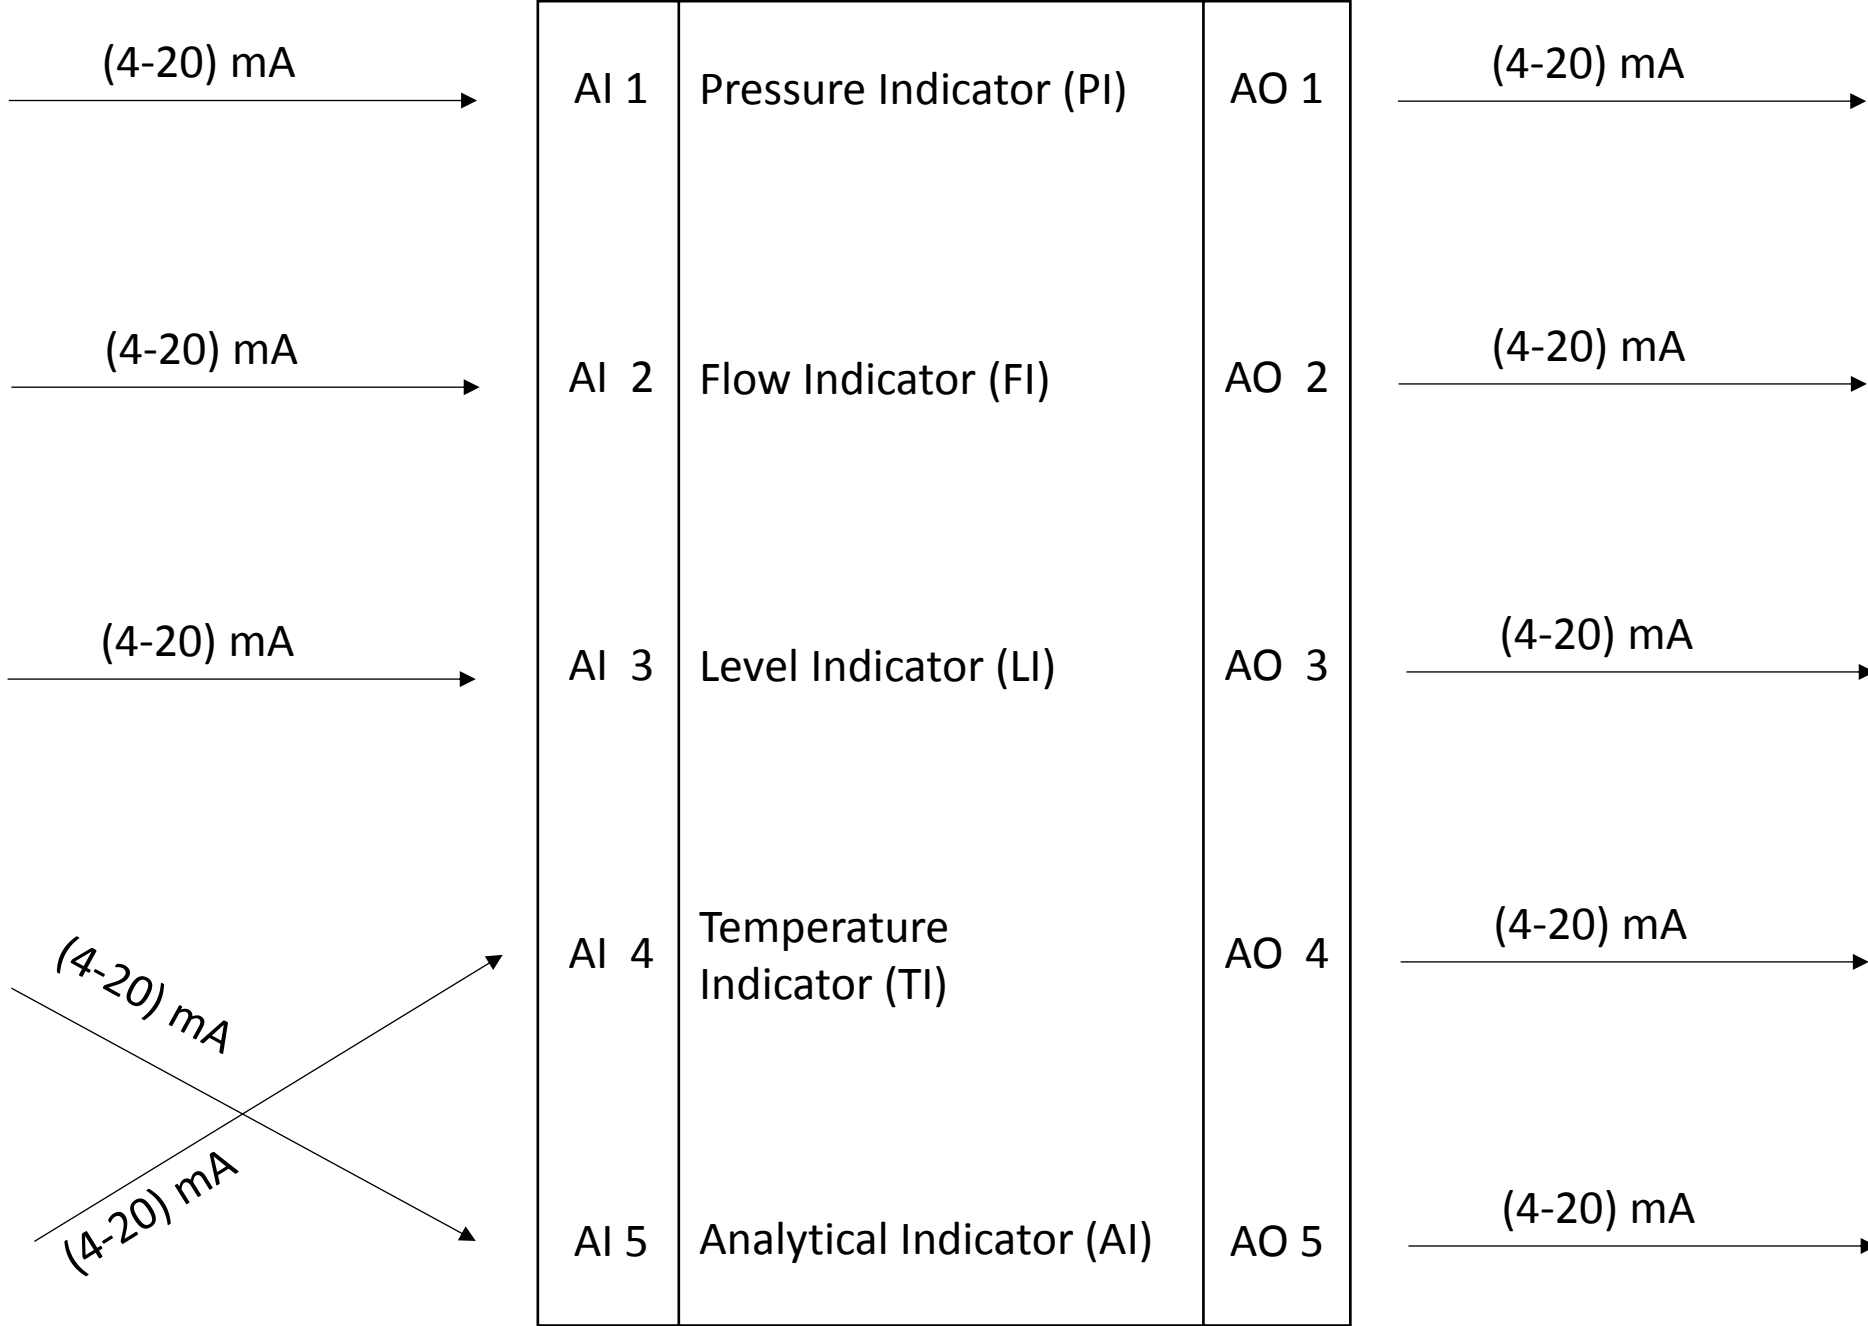 (4-20) mA
AI 1
Pressure Indicator (PI)
AO 1
(4-20) mA
(4-20) mA
AI 2
Flow Indicator (FI)
AO 2
(4-20) mA
(4-20) mA
AI 3
Level Indicator (LI)
AO 3
(4-20) mA
(4-20) mA
AI 4
Temperature
Indicator (TI)
AO 4
(4-20) mA
(4-20) mA
AI 5
Analytical Indicator (AI)
AO 5
(4-20) mA